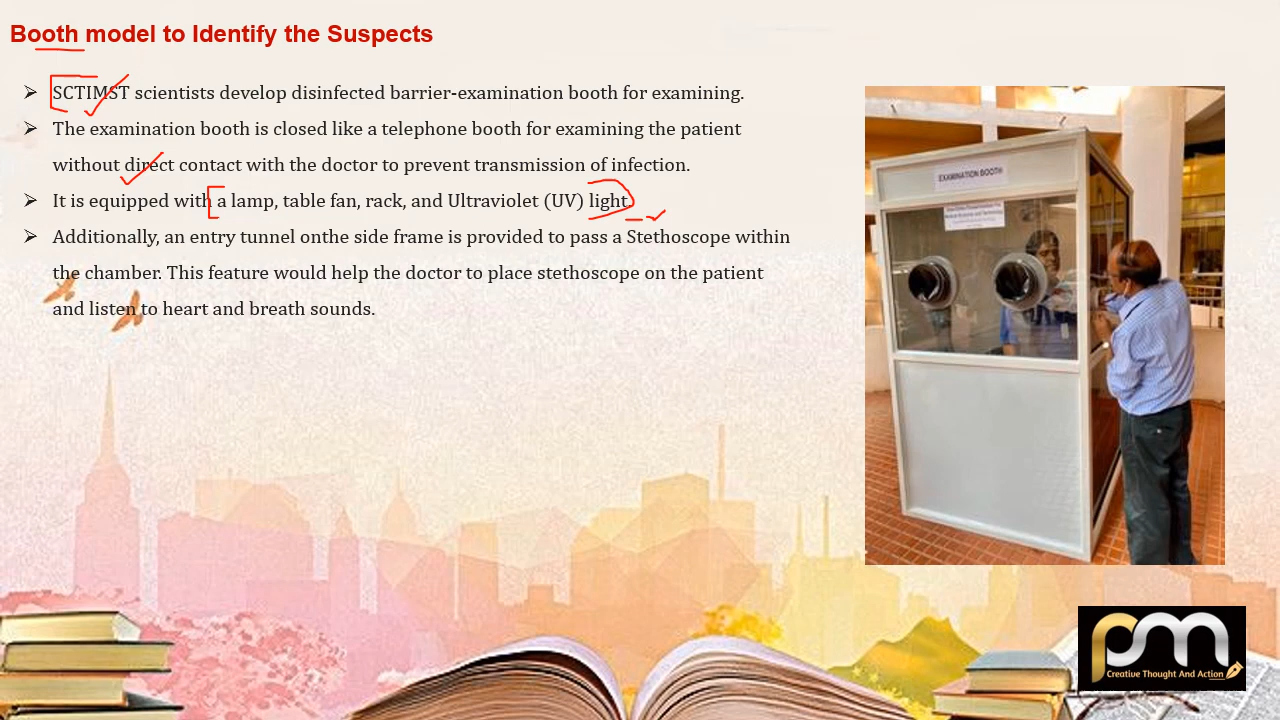 Booth model to Identify the Suspects
➢ SCTIMST scientists develop disinfected barrier-examination booth for examining.
➢ The examination booth is closed like a telephone booth for examining the patient
without direct contact with the doctor to prevent transmission of infection.
➢ It is equipped with a lamp, table fan, rack, and Ultraviolet (UV) light.
➢ Additionally, an entry tunnel onthe side frame is provided to pass a Stethoscope within
the chamber. This feature would help the doctor to place stethoscope on the patient
and listen to heart and breath sounds.
EXAMINATION BOOTH
pm
Creative Thought And Action